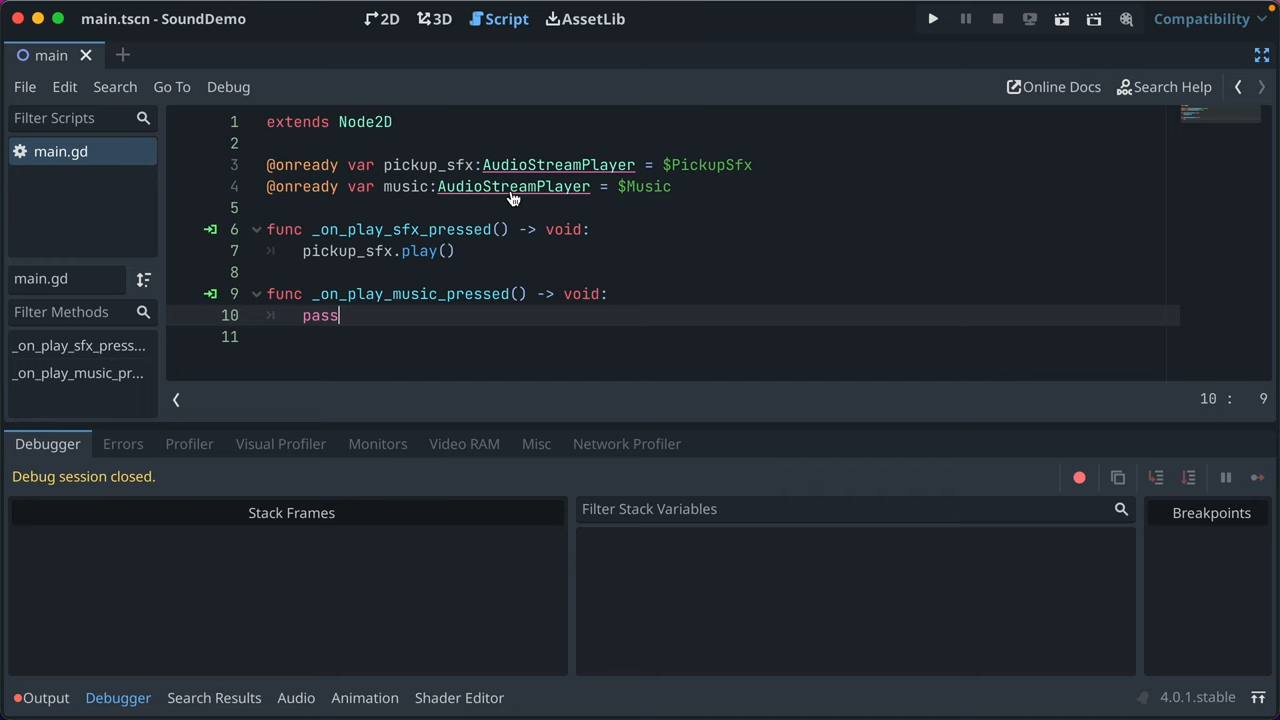 main.tscn - SoundDemo
2D 3D Script AssetLib
Compatibility
main
File Edit Search Go To Debug
Online Docs Search Help
Filter Scripts
main.gd
main.gd
Filter Methods
_on_play_sfx_press...
_on_play_music_pr...
1 extends Node2D
2
3 @onready var pickup_sfx:AudioStreamPlayer = $PickupSfx
4 @onready var music:AudioStreamPlayer = $Music
5
6 func _on_play_sfx_pressed() -> void:
7 pickup_sfx.play()
8
9 func _on_play_music_pressed() -> void:
10 pass
11
10 : 9
Debugger Errors Profiler Visual Profiler Monitors Video RAM Misc Network Profiler
Debug session closed.
Stack Frames
Filter Stack Variables
Breakpoints
Output Debugger Search Results Audio Animation Shader Editor
4.0.1.stable